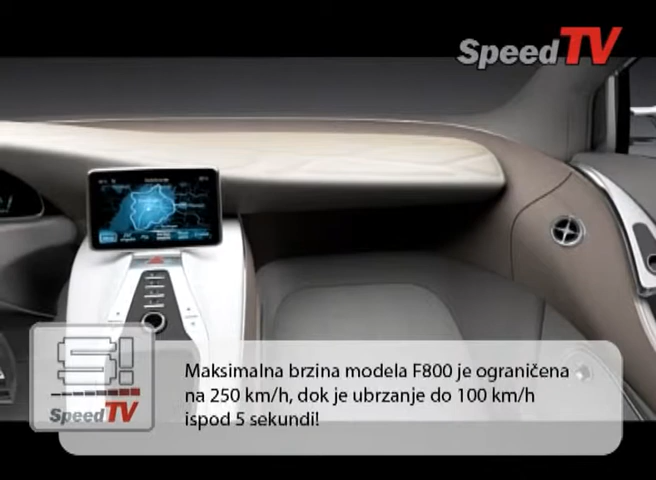 SpeedTV
Maksimalna brzina modela F800 je ograničena
na 250 km/h, dok je ubrzanje do 100 km/h
ispod 5 sekundi!
S!
SpeedTV